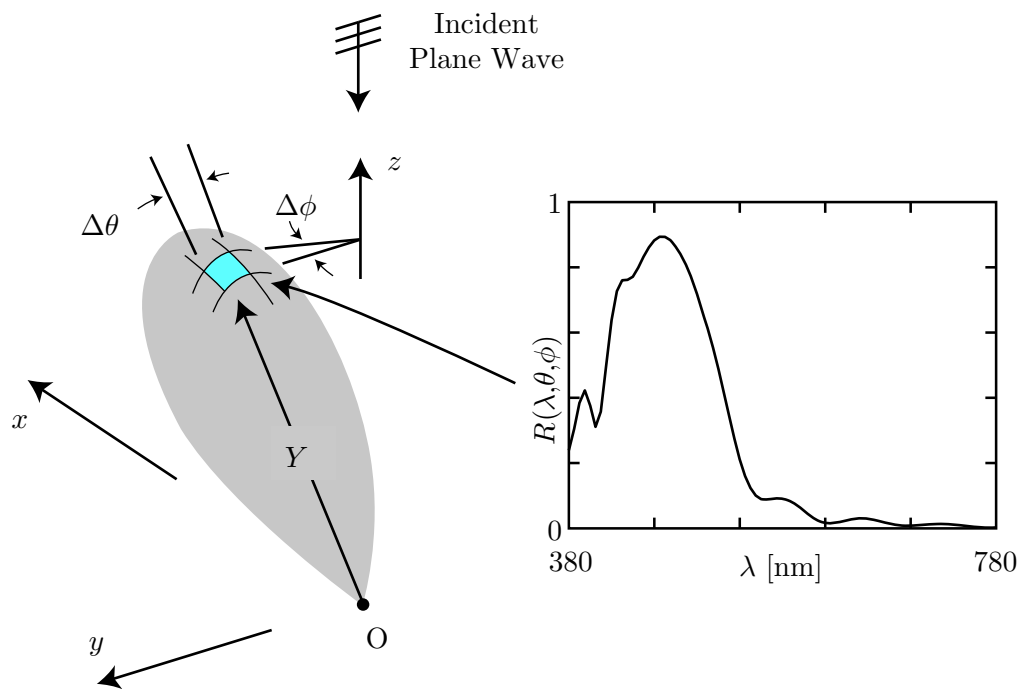 Incident
Plane Wave
z
Δθ
Δϕ
x
Y
y
O
1
R(λ,θ,ϕ)
0
380
λ [nm]
780